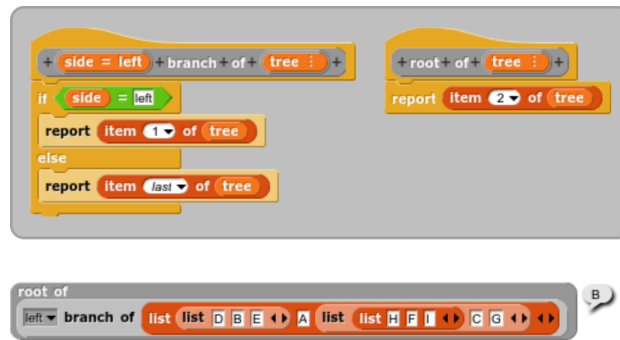 + side = left + branch + of + tree ⋮ +
if side = left
report item 1 of tree
else
report item last of tree
+ root + of + tree ⋮ +
report item 2 of tree
root of
left branch of list list D B E A list list H F I C G
B